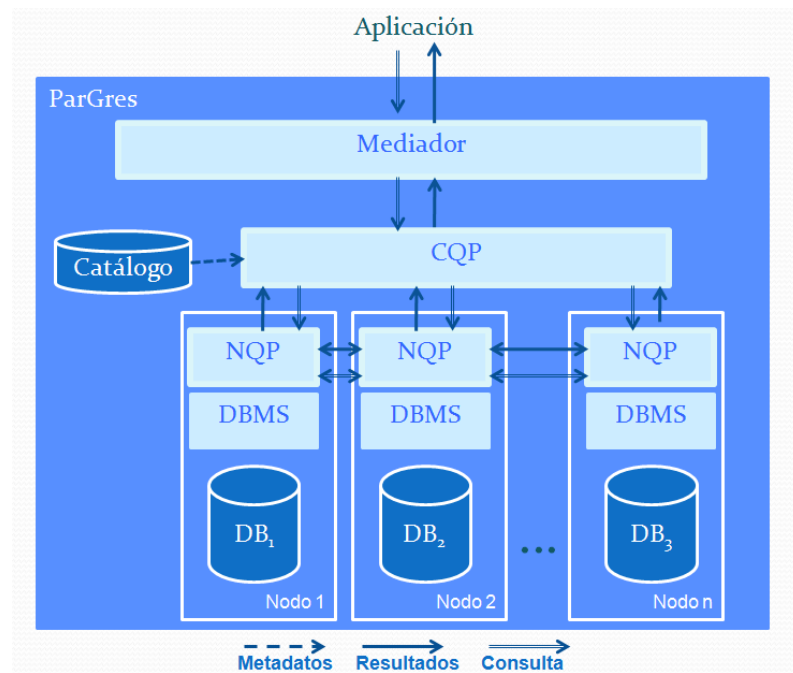 Aplicación
ParGres
Mediador
Catálogo
CQP
NQP NQP NQP
DBMS DBMS DBMS
DB₁ DB₂ ... DB₃
Nodo 1 Nodo 2 Nodo n
Metadatos Resultados Consulta